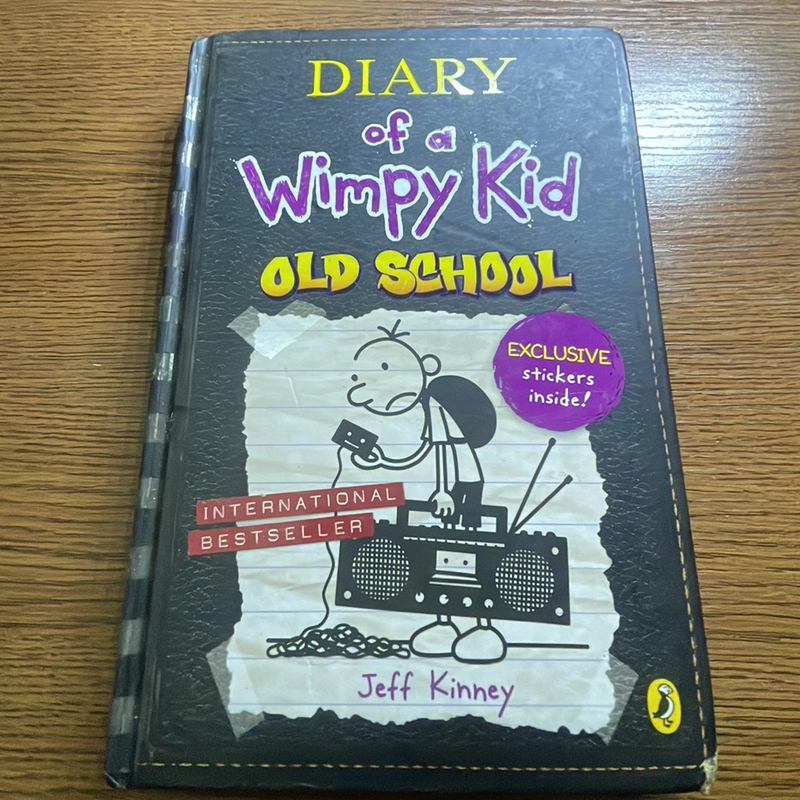 DIARY
of a
Wimpy Kid
OLD SCHOOL
EXCLUSIVE
stickers
inside!
INTERNATIONAL
BESTSELLER
Jeff Kinney